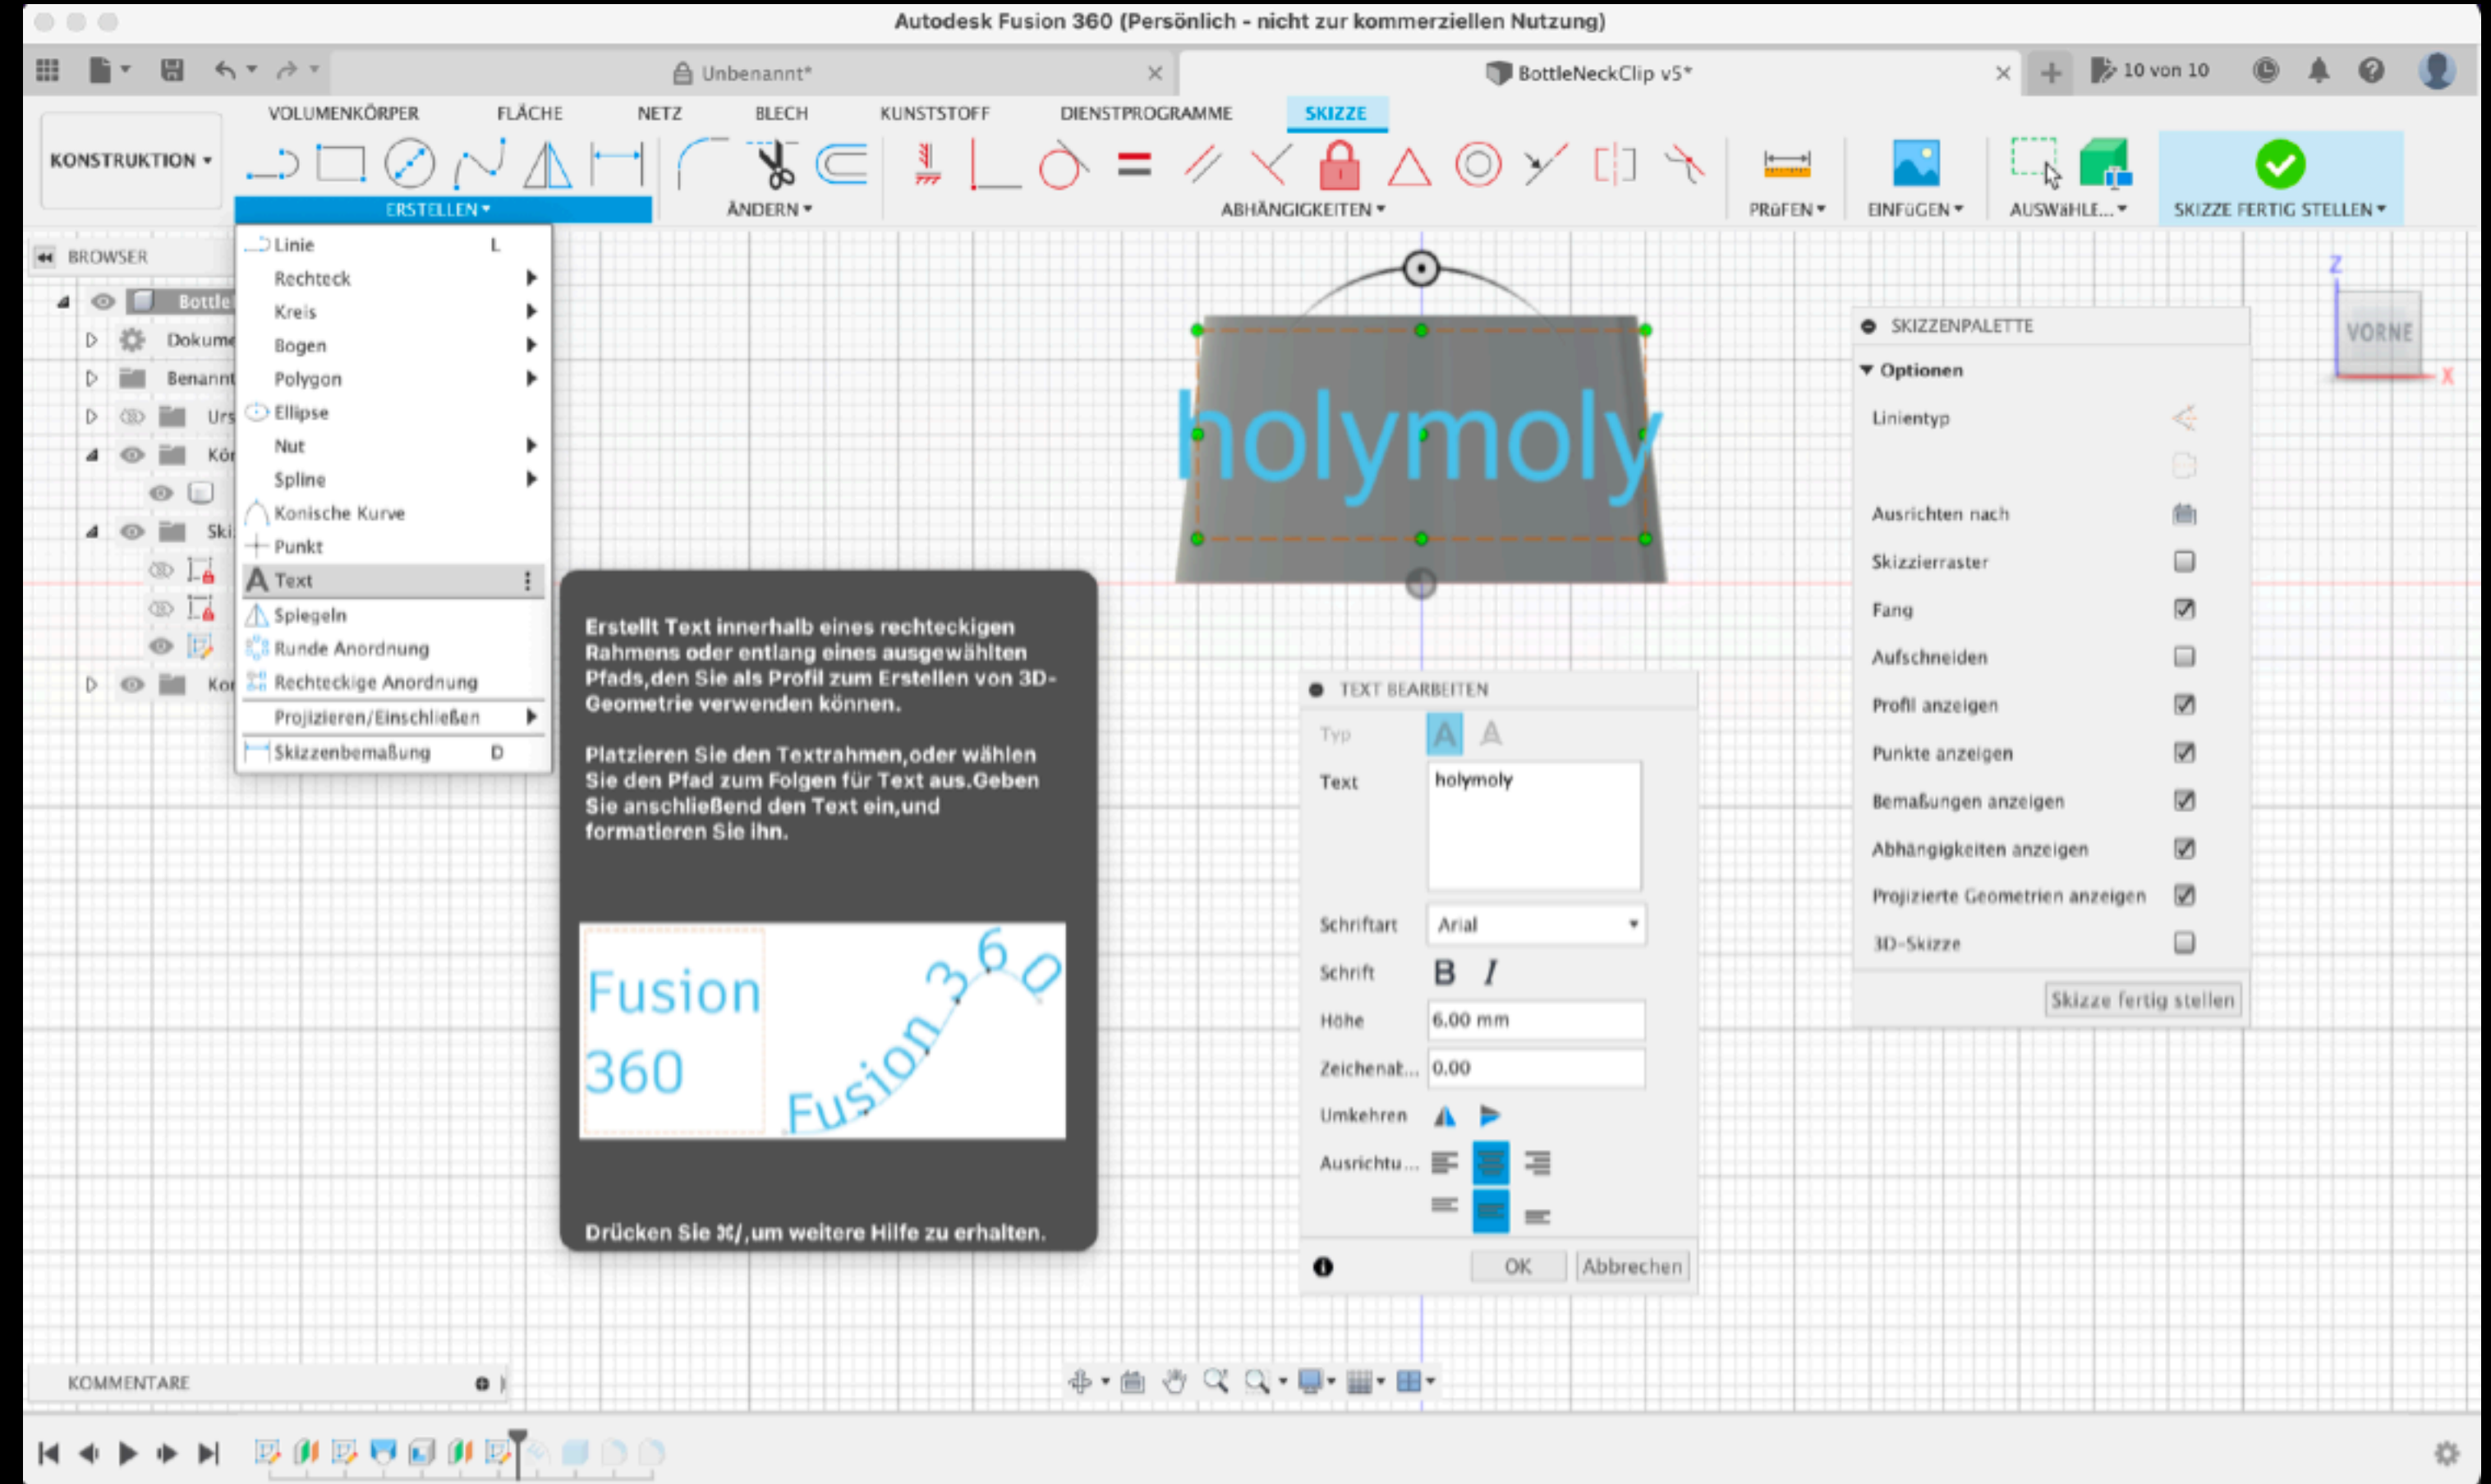 Autodesk Fusion 360 (Persönlich - nicht zur kommerziellen Nutzung)
Unbenannt*
BottleNeckClip v5*
10 von 10
VOLUMENKÖRPER
FLÄCHE
NETZ
BLECH
KUNSTSTOFF
DIENSTPROGRAMME
SKIZZE
KONSTRUKTION
ERSTELLEN
ÄNDERN
ABHÄNGIGKEITEN
PRüFEN
EINFüGEN
AUSWäHLE...
SKIZZE FERTIG STELLEN
BROWSER
Bottle
Dokume
Benannt
Urs
Kör
Ski
Kor
Linie L
Rechteck
Kreis
Bogen
Polygon
Ellipse
Nut
Spline
Konische Kurve
Punkt
A Text
Spiegeln
Runde Anordnung
Rechteckige Anordnung
Projizieren/Einschließen
Skizzenbemaßung D
Erstellt Text innerhalb eines rechteckigen
Rahmens oder entlang eines ausgewählten
Pfads,den Sie als Profil zum Erstellen von 3D-
Geometrie verwenden können.
Platzieren Sie den Textrahmen,oder wählen
Sie den Pfad zum Folgen für Text aus.Geben
Sie anschließend den Text ein,und
formatieren Sie ihn.
Fusion
360
Fusion 360
Drücken Sie ⌘/,um weitere Hilfe zu erhalten.
holymoly
TEXT BEARBEITEN
Typ A A
Text holymoly
Schriftart Arial
Schrift B I
Höhe 6.00 mm
Zeichenab... 0.00
Umkehren
Ausrichtu...
OK Abbrechen
SKIZZENPALETTE
Optionen
Linientyp
Ausrichten nach
Skizzierraster
Fang
Aufschneiden
Profil anzeigen
Punkte anzeigen
Bemaßungen anzeigen
Abhängigkeiten anzeigen
Projizierte Geometrien anzeigen
3D-Skizze
Skizze fertig stellen
Z
VORNE
X
KOMMENTARE